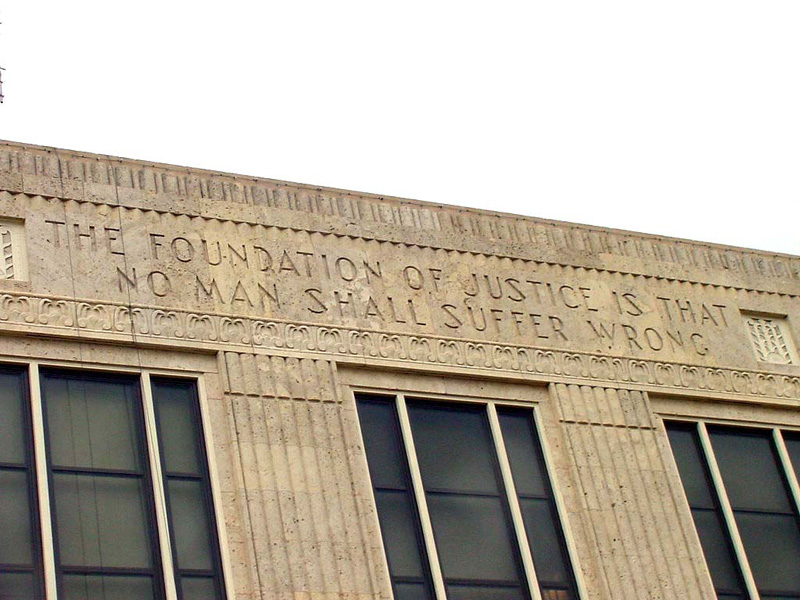 THE FOUNDATION OF JUSTICE IS THAT
NO MAN SHALL SUFFER WRONG